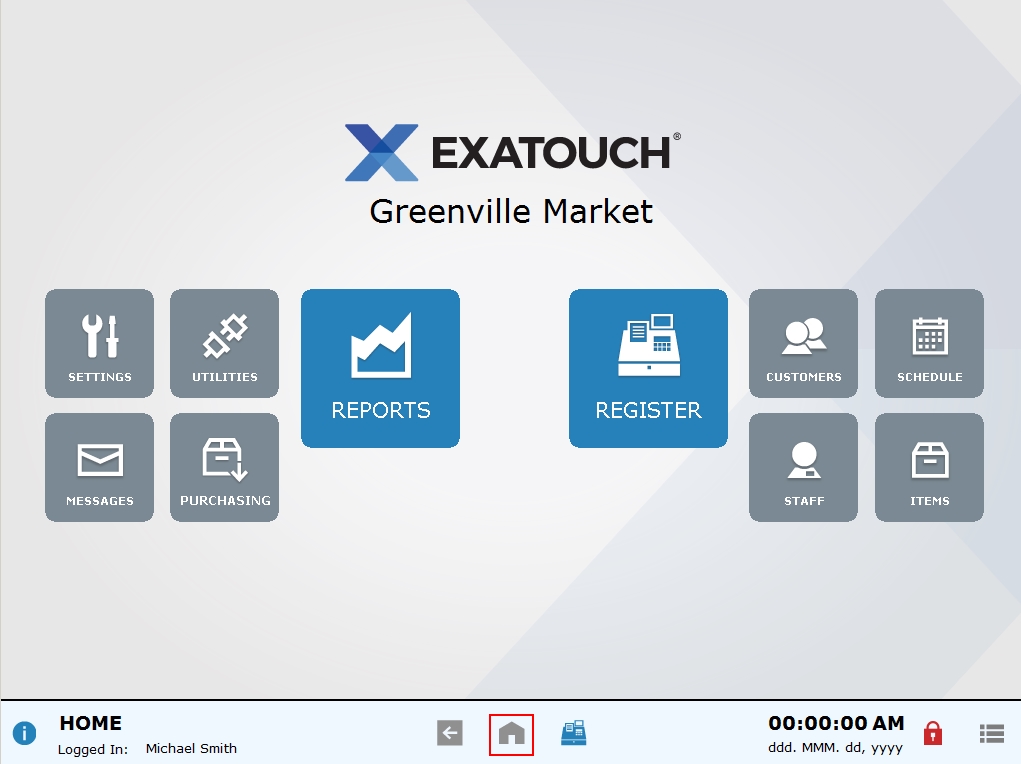 EXATOUCH®
Greenville Market
SETTINGS
UTILITIES
REPORTS
REGISTER
CUSTOMERS
SCHEDULE
MESSAGES
PURCHASING
STAFF
ITEMS
HOME
Logged In: Michael Smith
00:00:00 AM
ddd. MMM. dd, yyyy